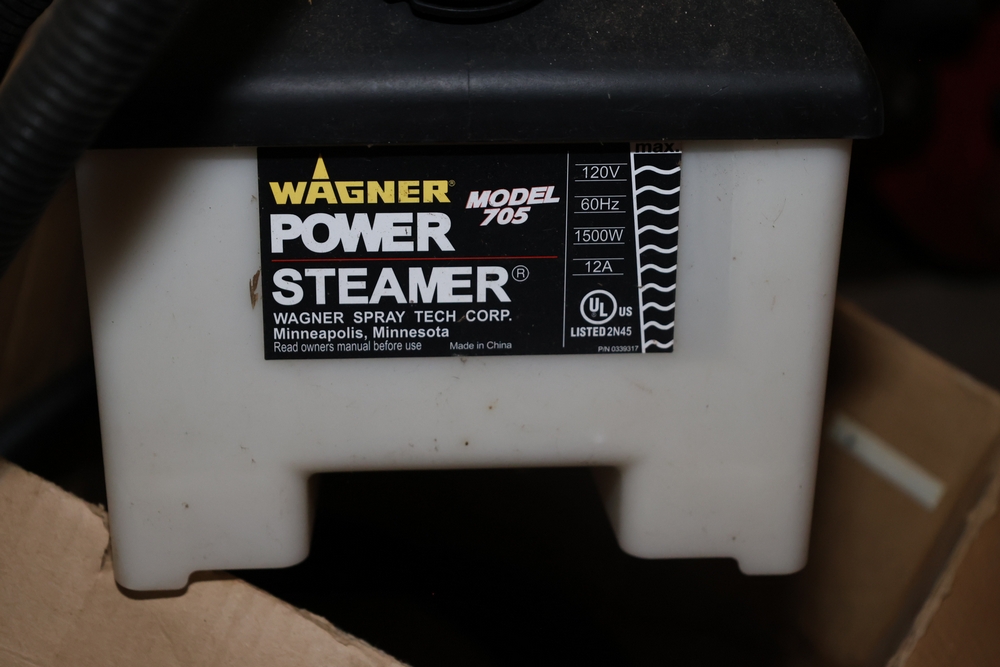 WAGNER®
MODEL
705
POWER
STEAMER®
WAGNER SPRAY TECH CORP.
Minneapolis, Minnesota
Read owners manual before use
Made in China
max.
120V
60Hz
1500W
12A
UL US
LISTED 2N45
P/N 0339317